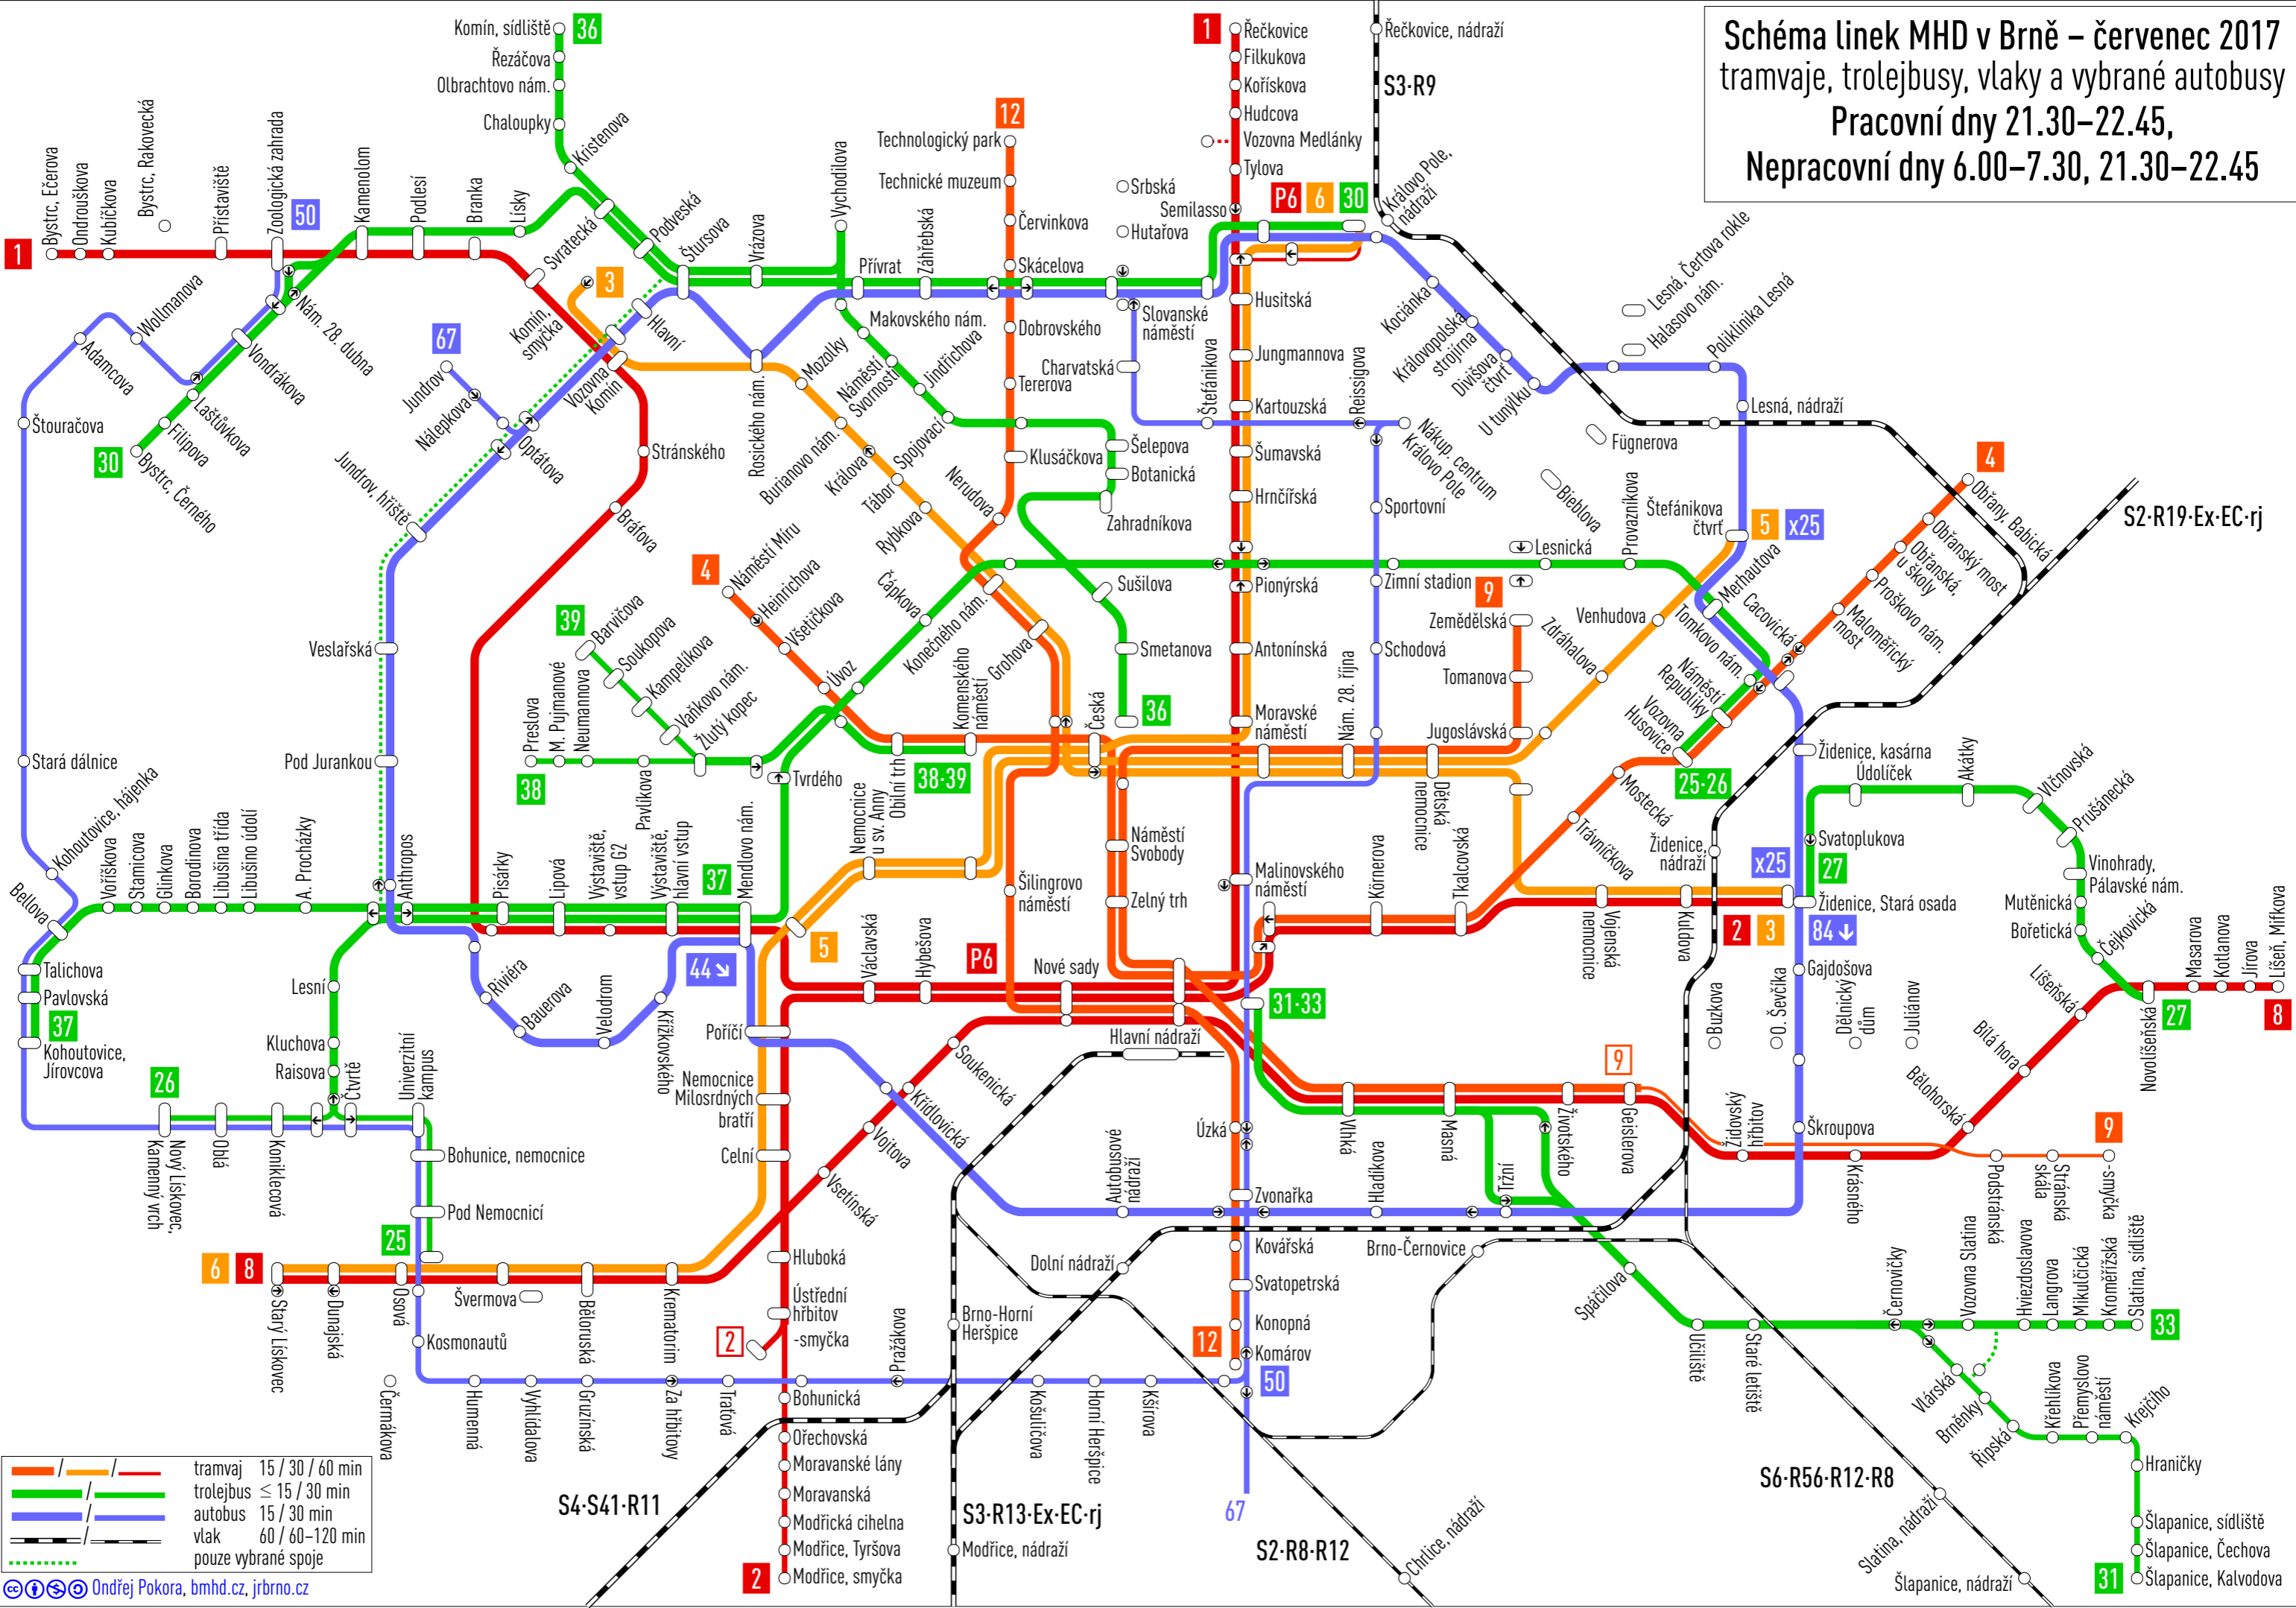 Schéma linek MHD v Brně – červenec 2017
tramvaje, trolejbusy, vlaky a vybrané autobusy
Pracovní dny 21.30–22.45,
Nepracovní dny 6.00–7.30, 21.30–22.45
Komín, sídliště
36
Řezáčova
Olbrachtovo nám.
Chaloupky
Kristenova
1
Řečkovice
Filkukova
Kořískova
Hudcova
Vozovna Medlánky
Tylova
Semilasso
Řečkovice, nádraží
S3·R9
12
Technologický park
Technické muzeum
Červinkova
Skácelova
Dobrovského
Tererova
Klusáčkova
Srbská
Hutařova
P6
6
30
Královo Pole,
nádraží
1
Bystrc, Ečerova
Ondrouškova
Kubíčkova
Bystrc, Rakovecká
Přístaviště
Zoologická zahrada
50
Kamenolom
Podlesí
Branka
Lísky
Svratecká
Podveská
Štursova
Vrázova
Vychodilova
Přívrat
Záhřebská
Slovanské
náměstí
Husitská
Jungmannova
Kartouzská
Šumavská
Hrnčířská
Pionýrská
Antonínská
Moravské
náměstí
3
Komín,
smyčka
Hlavní
Vozovna
Komín
Wollmanova
Adamcova
Štouračova
Nám. 28. dubna
Vondrákova
Laštůvkova
Filipova
Bystrc, Černého
30
67
Jundrov
Nálepkova
Optátova
Jundrov, hřiště
Stránského
Bráfova
Rosického nám.
Mozolky
Burianovo nám.
Králova
Tábor
Rybkova
Makovského nám.
Náměstí
Svornosti
Jindřichova
Spojovací
Nerudova
Charvatská
Štefánikova
Reissigova
Nákup. centrum
Královo Pole
Šelepova
Botanická
Zahradníkova
Sušilova
Smetanova
36
Sportovní
Zimní stadion
Schodová
Kociánka
Královopolská
strojírna
Divišova
čtvrť
U tunýlku
Lesná, Čertova rokle
Halasovo nám.
Poliklinika Lesná
Lesná, nádraží
Fügnerova
Bieblova
Provazníkova
Lesnická
Štefánikova
čtvrť
5
x25
Merhautova
Tomkovo nám.
Cacovická
4
Obřany, Babická
Obřanský most
Obřanská,
u školy
Proškovo nám.
Maloměřický
most
S2·R19·Ex·EC·rj
4
Náměstí Míru
Heinrichova
Všetičkova
Úvoz
Čápkova
Konečného nám.
Grohova
39
Barvičova
Soukopova
Kampelíkova
Vaňkovo nám.
Žlutý kopec
Preslova
M. Pujmanové
Neumannova
Pavlíkova
38
Tvrdého
Obilní trh
Komenského
náměstí
38·39
Česká
Nám. 28. října
Dětská
nemocnice
9
Zemědělská
Tomanova
Jugoslávská
Venhudova
Zdráhalova
Náměstí
Republiky
Vozovna
Husovice
25·26
Mostecká
Trávníčkova
Židenice, kasárna
Údolíček
Akátky
Vlčnovská
Prušánecká
Vinohrady,
Pálavské nám.
Mutěnická
Bořetická
Čejkovická
Svatoplukova
27
Židenice,
nádraží
x25
Židenice, Stará osada
Veslařská
Pod Jurankou
Stará dálnice
Kohoutovice, hájenka
Bellova
Voříškova
Stamicova
Glinkova
Borodinova
Libušina třída
Libušino údolí
A. Procházky
Anthropos
Pisárky
Lipová
Výstaviště,
vstup G2
Výstaviště,
hlavní vstup
37
Mendlovo nám.
Nemocnice
u sv. Anny
5
Šilingrovo
náměstí
Náměstí
Svobody
Zelný trh
Malinovského
náměstí
Körnerova
Tkalcovská
Vojenská
nemocnice
Kuldova
2
3
84
Gajdošova
Talichova
Pavlovská
37
Kohoutovice,
Jírovcova
Lesní
Kluchova
Raisova
Čtvrtě
Univerzitní
kampus
Riviéra
Bauerova
Velodrom
Křížkovského
44
Poříčí
Václavská
Hybešova
P6
Nové sady
Hlavní nádraží
31·33
Buzkova
O. Ševčíka
Dělnický
dům
Juliánov
Líšeňská
Bílá hora
Bělohorská
Masarova
Kotlanova
Jírova
Líšeň, Mifkova
8
27
Novolíšeňská
26
Nový Lískovec,
Kamenný vrch
Oblá
Koniklecová
Bohunice, nemocnice
Pod Nemocnicí
25
Nemocnice
Milosrdných
bratří
Celní
Soukenická
Křídlovická
Vojtova
Vsetínská
Úzká
Vlhká
Masná
Životského
9
Geislerova
Židovský
hřbitov
Škroupova
Krásného
Podstránská
Stránská
skála
-smyčka
9
Autobusové
nádraží
Zvonařka
Hladíkova
Tržní
Kovářská
Svatopetrská
Konopná
Komárov
12
50
67
6
8
Starý Lískovec
Dunajská
Osová
Švermova
Běloruská
Krematorium
Hluboká
Ústřední
hřbitov
-smyčka
2
Kosmonautů
Čermákova
Humenná
Vyhlídalova
Gruzínská
Za hřbitovy
Traťová
Bohunická
Pražákova
Košuličova
Horní Heršpice
Kšírova
Dolní nádraží
Brno-Horní
Heršpice
Brno-Černovice
Spáčilova
Učiliště
Staré letiště
Černovičky
Vozovna Slatina
Hviezdoslavova
Langrova
Mikulčická
Kroměřížská
Slatina, sídliště
33
Vlárská
Brněnky
Řipská
Křehlíkova
Přemyslovo
náměstí
Krejčího
Hraničky
Šlapanice, sídliště
Šlapanice, Čechova
Šlapanice, Kalvodova
31
Ořechovská
Moravanské lány
Moravanská
Modřická cihelna
Modřice, Tyršova
Modřice, smyčka
2
S4·S41·R11
S3·R13·Ex·EC·rj
Modřice, nádraží
S2·R8·R12
Chrlice, nádraží
S6·R56·R12·R8
Slatina, nádraží
Šlapanice, nádraží
tramvaj 15 / 30 / 60 min
trolejbus ≤ 15 / 30 min
autobus 15 / 30 min
vlak 60 / 60–120 min
pouze vybrané spoje
cc Ondřej Pokora, bmhd.cz, jrbrno.cz